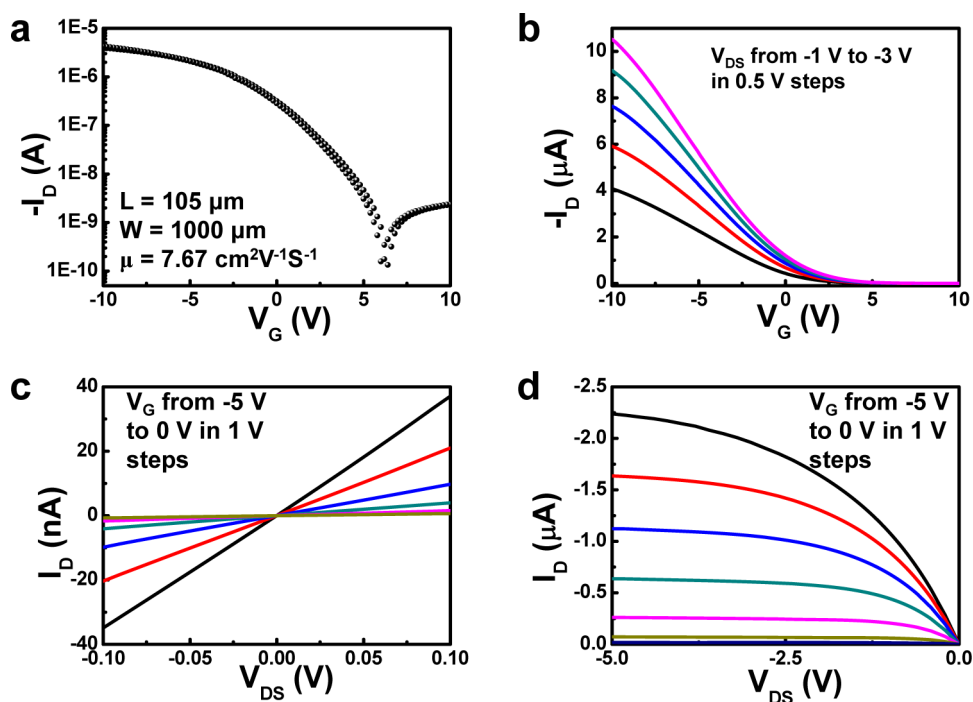 a
1E-5
1E-6
1E-7
1E-8
1E-9
1E-10
-I_D (A)
L = 105 µm
W = 1000 µm
µ = 7.67 cm²V⁻¹S⁻¹
-10
-5
0
5
10
V_G (V)
b
10
8
6
4
2
0
-I_D (µA)
V_DS from -1 V to -3 V
in 0.5 V steps
-10
-5
0
5
10
V_G (V)
c
20
0
-20
-40
I_D (nA)
V_G from -5 V
to 0 V in 1 V
steps
-0.10
-0.05
0.00
0.05
0.10
V_DS (V)
d
-2.5
-2.0
-1.5
-1.0
-0.5
0.0
I_D (µA)
V_G from -5 V
to 0 V in 1 V
steps
-5.0
-2.5
0.0
V_DS (V)